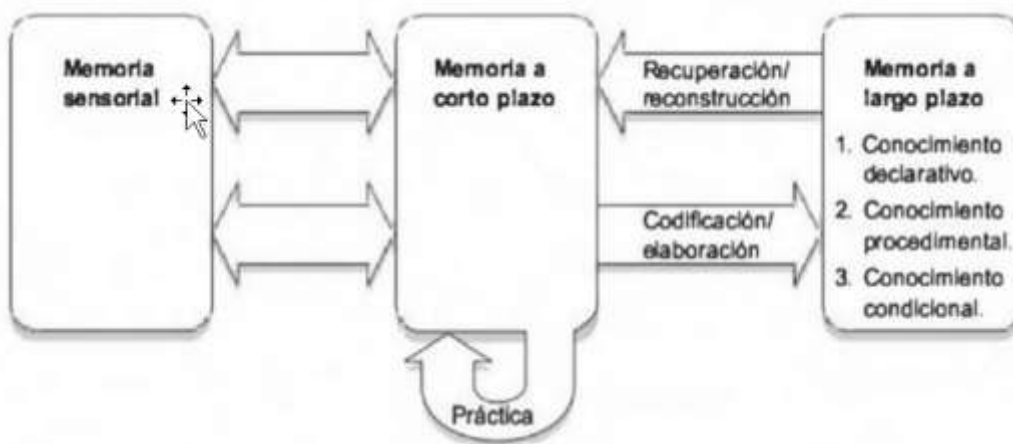 Memoria
sensorial
Memoria a
corto plazo
Recuperación/
reconstrucción
Memoria a
largo plazo
1. Conocimiento
declarativo.
2. Conocimiento
procedimental.
3. Conocimiento
condicional.
Codificación/
elaboración
Práctica